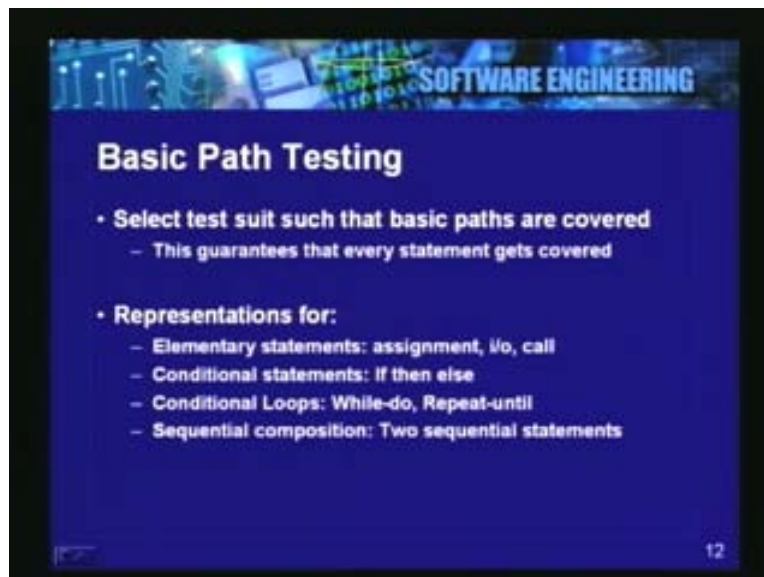 SOFTWARE ENGINEERING
Basic Path Testing
• Select test suit such that basic paths are covered
– This guarantees that every statement gets covered
• Representations for:
– Elementary statements: assignment, i/o, call
– Conditional statements: If then else
– Conditional Loops: While-do, Repeat-until
– Sequential composition: Two sequential statements
12